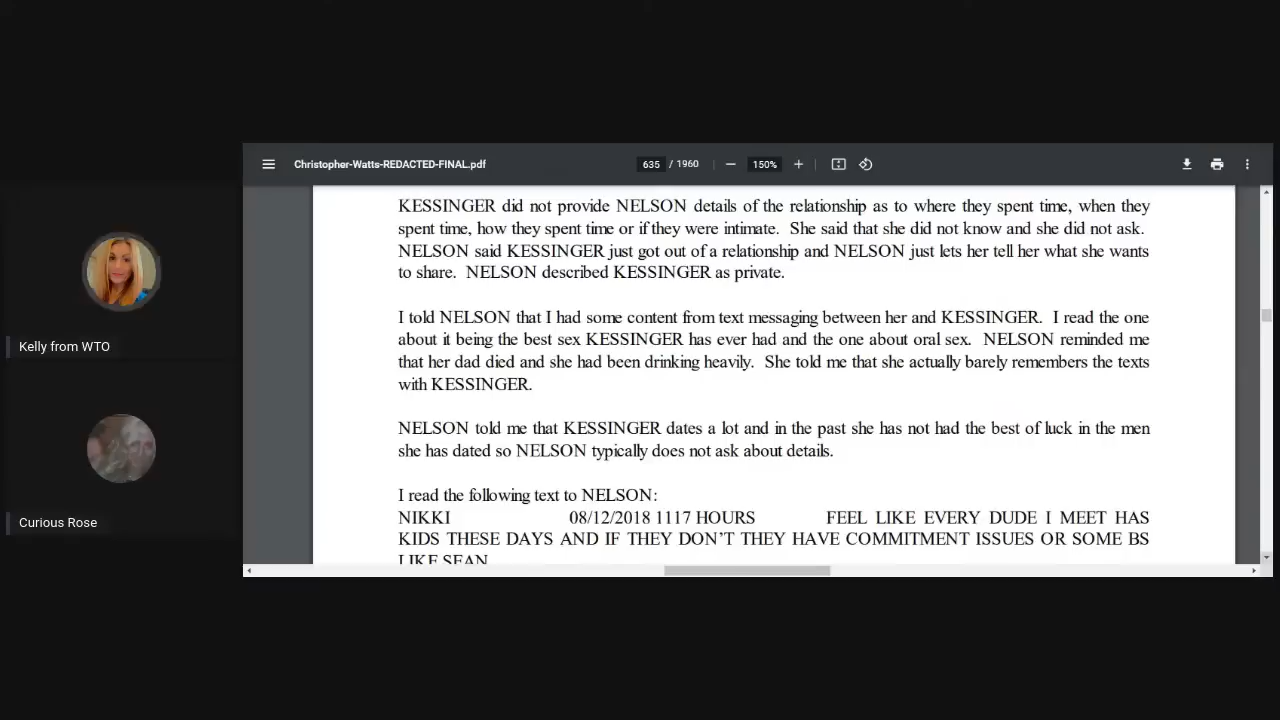 Christopher-Watts-REDACTED-FINAL.pdf
635 / 1960
150%
KESSINGER did not provide NELSON details of the relationship as to where they spent time, when they
spent time, how they spent time or if they were intimate. She said that she did not know and she did not ask.
NELSON said KESSINGER just got out of a relationship and NELSON just lets her tell her what she wants
to share. NELSON described KESSINGER as private.
I told NELSON that I had some content from text messaging between her and KESSINGER. I read the one
about it being the best sex KESSINGER has ever had and the one about oral sex. NELSON reminded me
that her dad died and she had been drinking heavily. She told me that she actually barely remembers the texts
with KESSINGER.
NELSON told me that KESSINGER dates a lot and in the past she has not had the best of luck in the men
she has dated so NELSON typically does not ask about details.
I read the following text to NELSON:
NIKKI 08/12/2018 1117 HOURS FEEL LIKE EVERY DUDE I MEET HAS
KIDS THESE DAYS AND IF THEY DON'T THEY HAVE COMMITMENT ISSUES OR SOME BS
LIKE SEAN
Kelly from WTO
Curious Rose